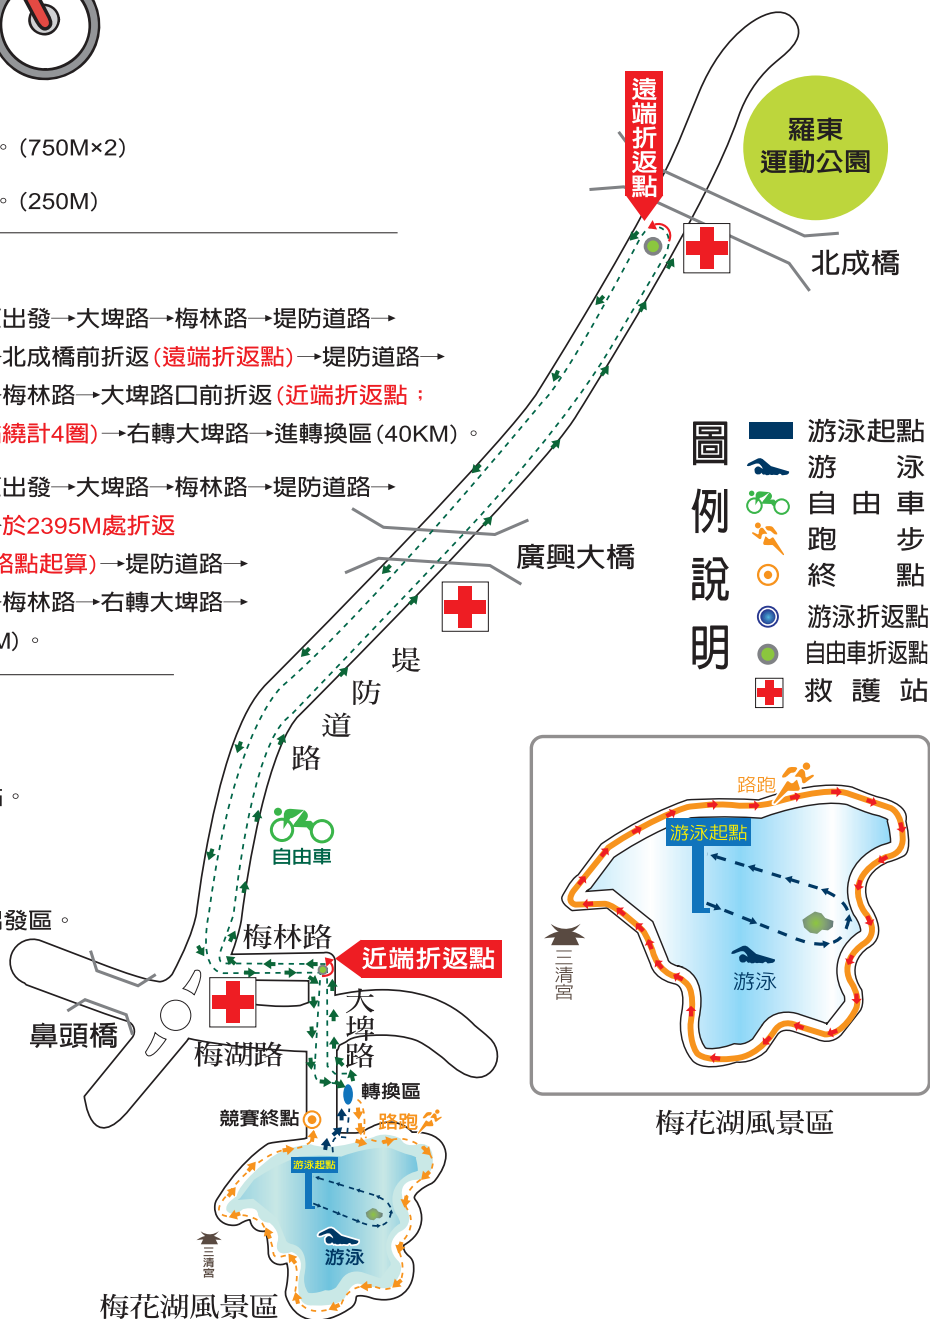 。(750M×2)
。(250M)
出發→大埤路→梅林路→堤防道路→
北成橋前折返(遠端折返點)→堤防道路→
梅林路→大埤路口前折返(近端折返點；
繞計4圈)→右轉大埤路→進轉換區(40KM)。
出發→大埤路→梅林路→堤防道路→
於2395M處折返
路點起算)→堤防道路→
梅林路→右轉大埤路→
M)。
。
發區。
遠端折返點
羅東
運動公園
北成橋
廣興大橋
堤防道路
自由車
梅林路
近端折返點
大埤路
鼻頭橋
梅湖路
轉換區
競賽終點
路跑
游泳起點
游泳
三清宮
梅花湖風景區
圖例說明
游泳起點
游泳
自由車
跑步
終點
游泳折返點
自由車折返點
救護站
路跑
游泳起點
游泳
三清宮
梅花湖風景區